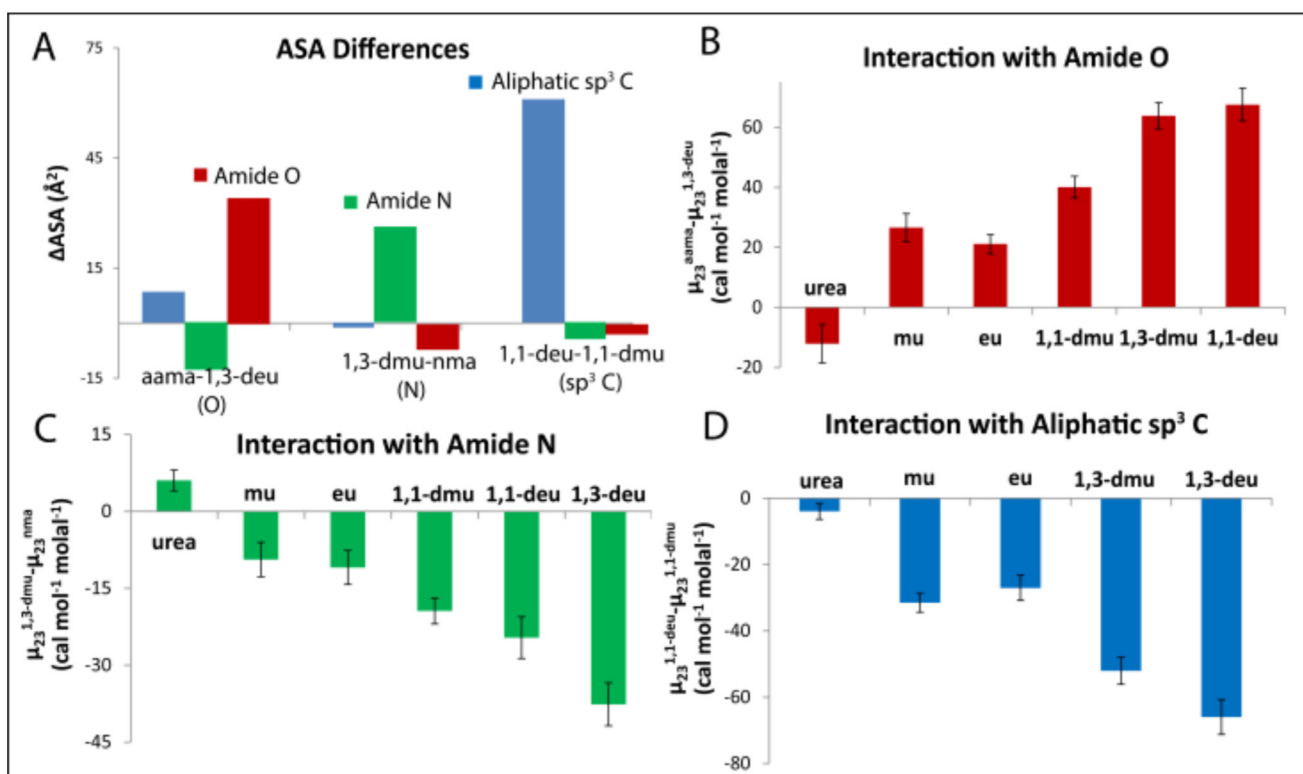 A
ASA Differences
75
45
15
-15
ΔASA (Å²)
Aliphatic sp³ C
Amide O
Amide N
aama-1,3-deu
(O)
1,3-dmu-nma
(N)
1,1-deu-1,1-dmu
(sp³ C)
B
Interaction with Amide O
μ₂₃ᵃᵃᵐᵃ-μ₂₃¹,³⁻ᵈᵉᵘ
(cal mol⁻¹ molal⁻¹)
60
40
20
0
-20
urea
mu
eu
1,1-dmu
1,3-dmu
1,1-deu
C
Interaction with Amide N
μ₂₃¹,³⁻ᵈᵐᵘ-μ₂₃ⁿᵐᵃ
(cal mol⁻¹ molal⁻¹)
15
0
-15
-30
-45
urea
mu
eu
1,1-dmu
1,1-deu
1,3-deu
D
Interaction with Aliphatic sp³ C
μ₂₃¹,¹⁻ᵈᵉᵘ-μ₂₃¹,¹⁻ᵈᵐᵘ
(cal mol⁻¹ molal⁻¹)
0
-20
-40
-60
-80
urea
mu
eu
1,3-dmu
1,3-deu